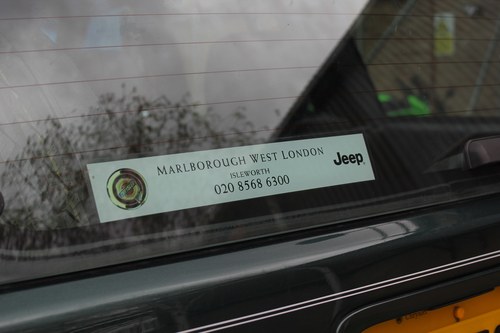 MARLBOROUGH WEST LONDON
ISLEWORTH
020 8568 6300
Jeep